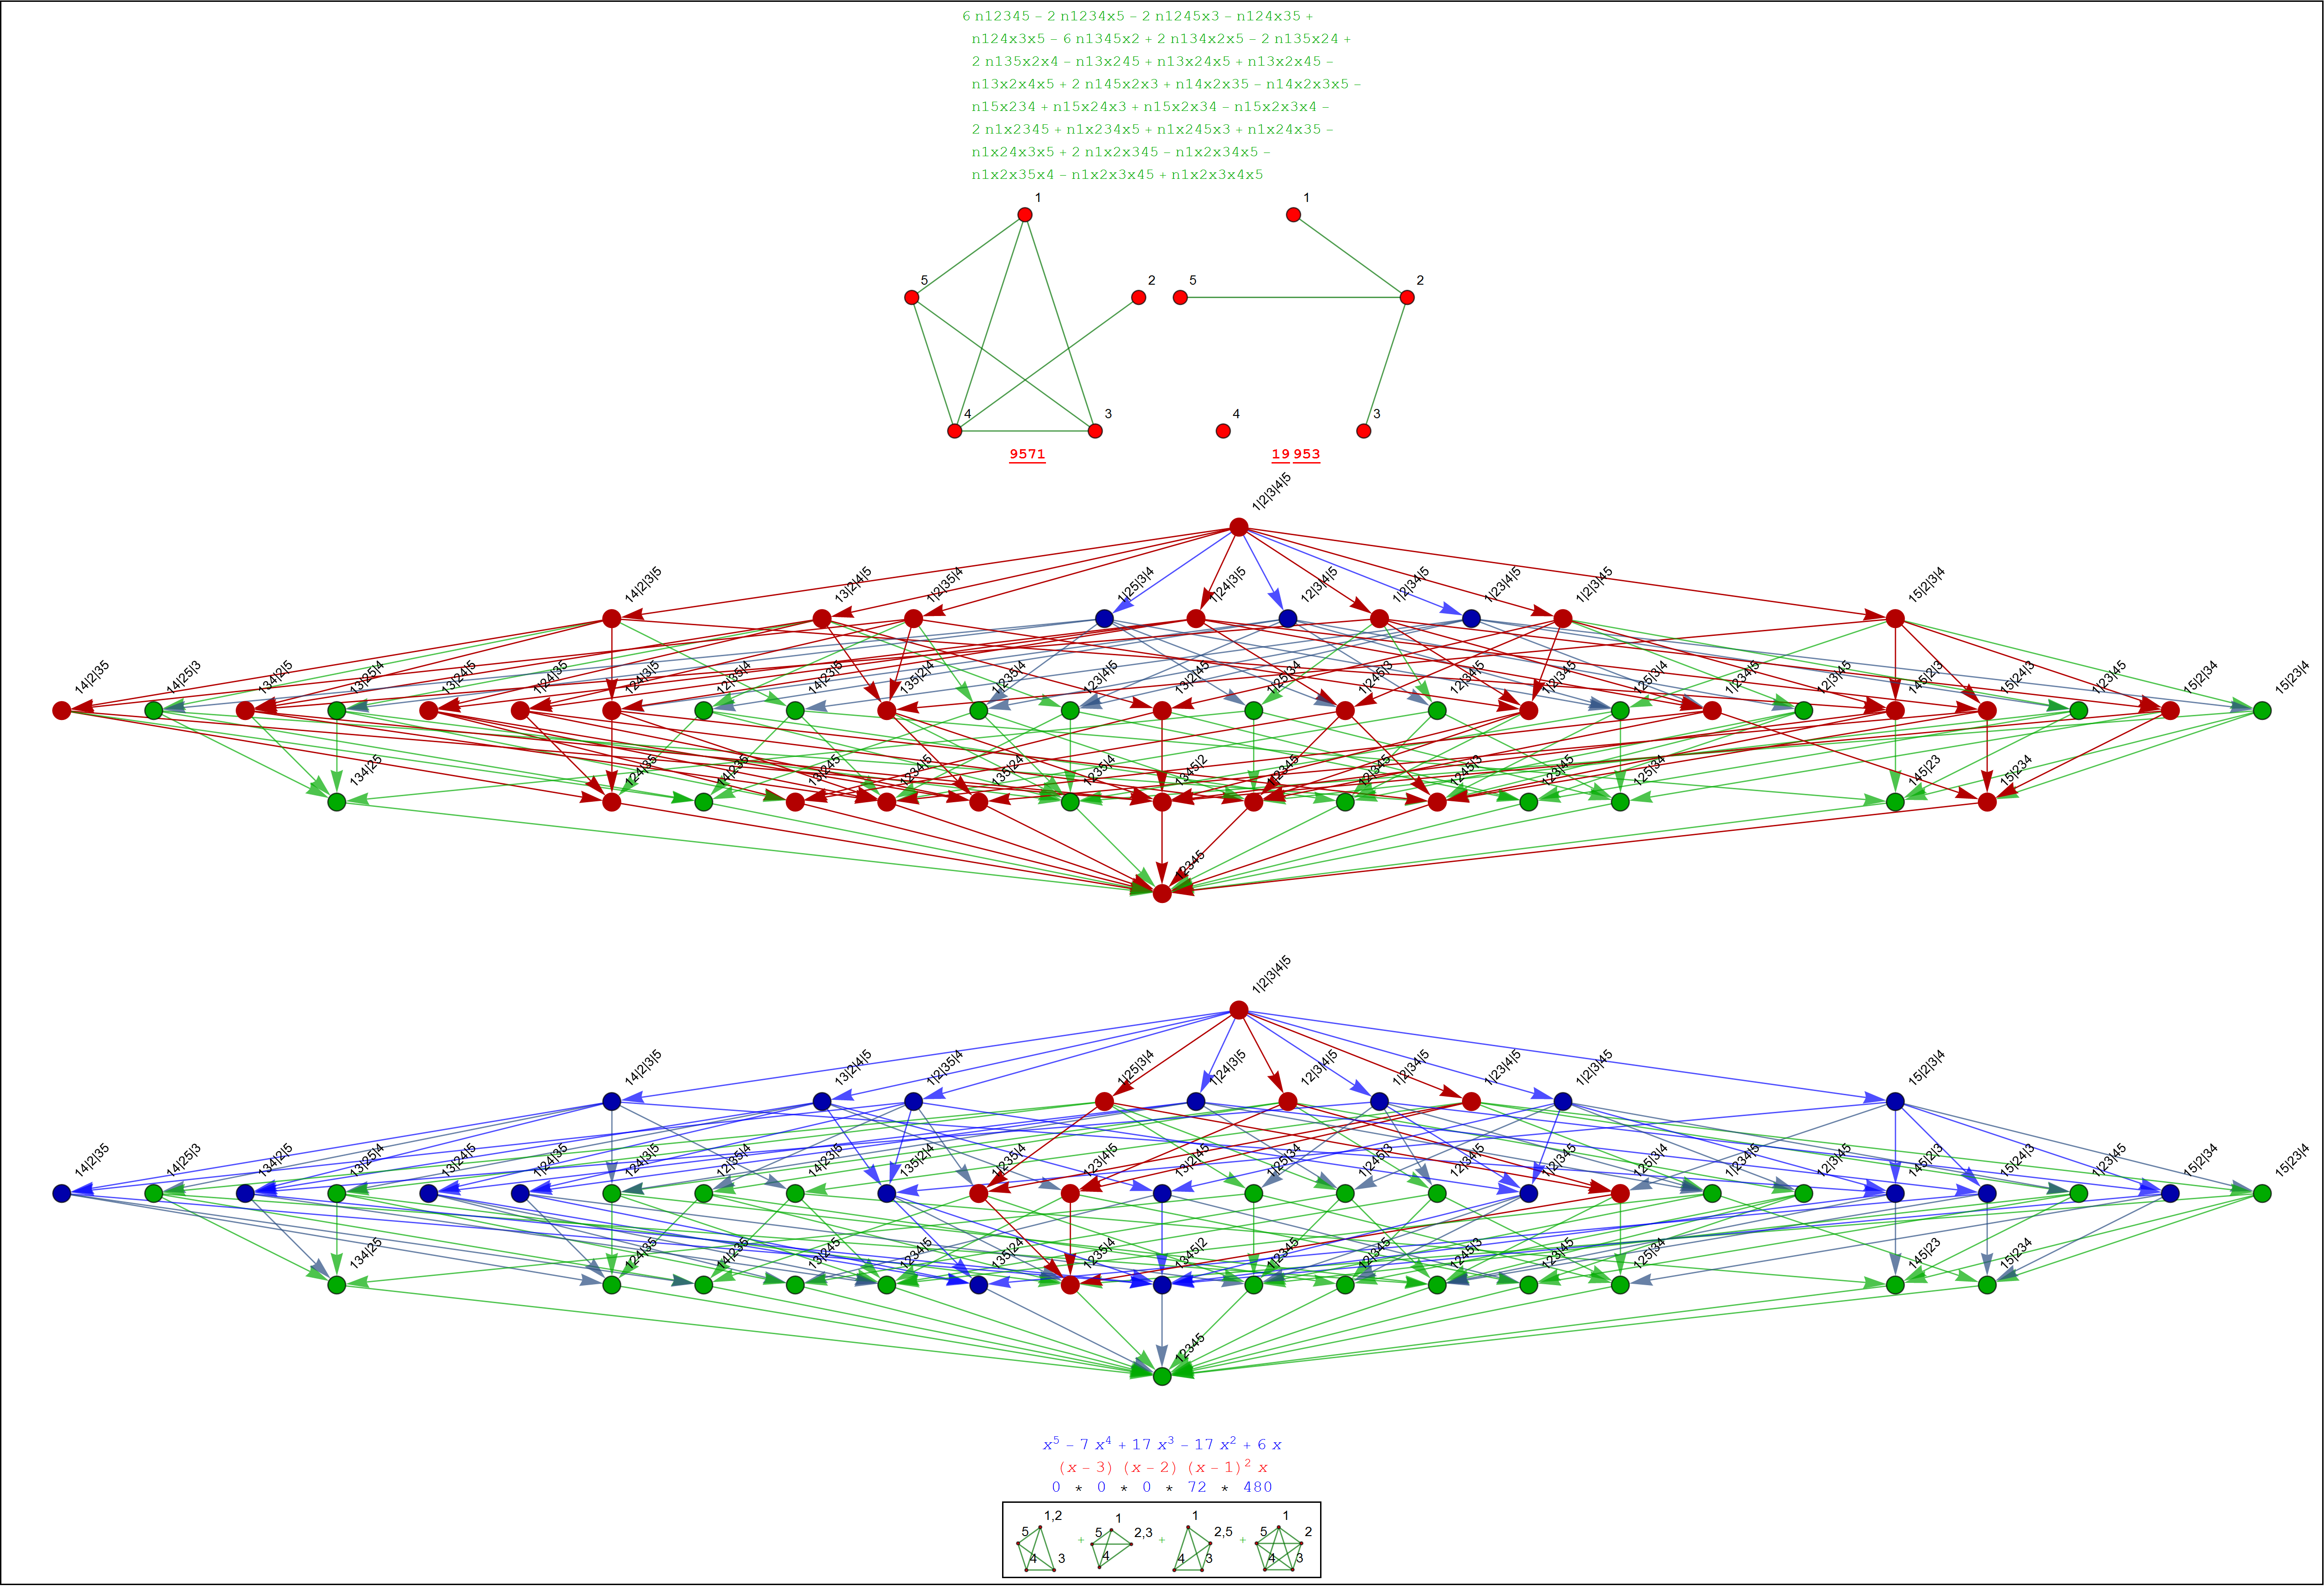 6 n12345 − 2 n1234x5 − 2 n1245x3 − n124x35 +
n124x3x5 − 6 n1345x2 + 2 n134x2x5 − 2 n135x24 +
2 n135x2x4 − n13x245 + n13x24x5 + n13x2x45 −
n13x2x4x5 + 2 n145x2x3 + n14x2x35 − n14x2x3x5 −
n15x234 + n15x24x3 + n15x2x34 − n15x2x3x4 −
2 n1x2345 + n1x234x5 + n1x245x3 + n1x24x35 −
n1x24x3x5 + 2 n1x2x345 − n1x2x34x5 −
n1x2x35x4 − n1x2x3x45 + n1x2x3x4x5
1 1
5 2 5 2
4 3 4 3
9571 19 953
1|2|3|4|5
14|2|3|5 13|2|4|5 1|2|35|4 1|25|3|4 1|24|3|5 12|3|4|5 1|2|34|5 1|23|4|5 1|2|3|45 15|2|3|4
14|2|35 14|25|3 134|2|5 13|25|4 13|24|5 1|24|35 124|3|5 12|35|4 14|23|5 135|2|4 1|235|4 123|4|5 13|2|45 1|25|34 1|245|3 12|34|5 1|2|345 125|3|4 1|234|5 12|3|45 145|2|3 15|24|3 1|23|45 15|2|34 15|23|4
134|25 124|35 14|235 13|245 1234|5 135|24 1235|4 1345|2 1|2345 12|345 1245|3 123|45 125|34 145|23 15|234
12345
1|2|3|4|5
14|2|3|5 13|2|4|5 1|2|35|4 1|25|3|4 1|24|3|5 12|3|4|5 1|2|34|5 1|23|4|5 1|2|3|45 15|2|3|4
14|2|35 14|25|3 134|2|5 13|25|4 13|24|5 1|24|35 124|3|5 12|35|4 14|23|5 135|2|4 1|235|4 123|4|5 13|2|45 1|25|34 1|245|3 12|34|5 1|2|345 125|3|4 1|234|5 12|3|45 145|2|3 15|24|3 1|23|45 15|2|34 15|23|4
134|25 124|35 14|235 13|245 1234|5 135|24 1235|4 1345|2 1|2345 12|345 1245|3 123|45 125|34 145|23 15|234
12345
x⁵ − 7 x⁴ + 17 x³ − 17 x² + 6 x
(x − 3) (x − 2) (x − 1)² x
0 * 0 * 0 * 72 * 480
1,2 1 1 1
5 + 5 2,3 + 2,5 + 5 2
4 3 4 4 3 4 3